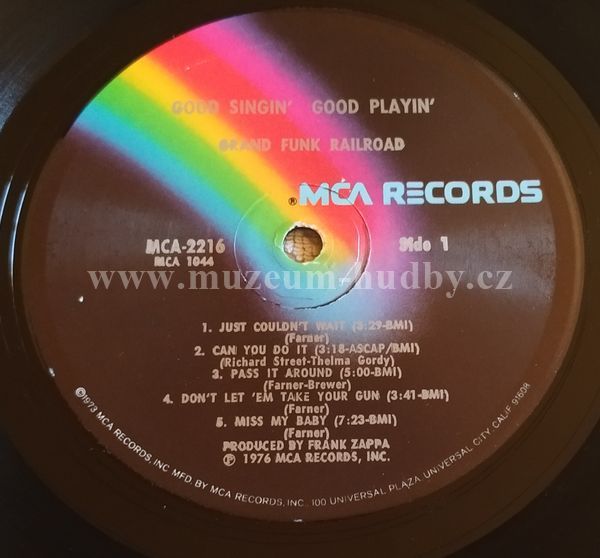 GOOD SINGIN' GOOD PLAYIN'
GRAND FUNK RAILROAD
®MCA RECORDS
MCA-2216
MCA 1044
Side 1
www.muzeum-hudby.cz
1. JUST COULDN'T WAIT (3:29-BMI)
(Farner)
2. CAN YOU DO IT (3:18-ASCAP/BMI)
(Richard Street-Thelma Gordy)
3. PASS IT AROUND (5:00-BMI)
(Farner-Brewer)
4. DON'T LET 'EM TAKE YOUR GUN (3:41-BMI)
(Farner)
5. MISS MY BABY (7:23-BMI)
(Farner)
PRODUCED BY FRANK ZAPPA
℗ 1976 MCA RECORDS, INC.
©1973 MCA RECORDS, INC. MFD. BY MCA RECORDS, INC., 100 UNIVERSAL PLAZA, UNIVERSAL CITY, CALIF. 91608